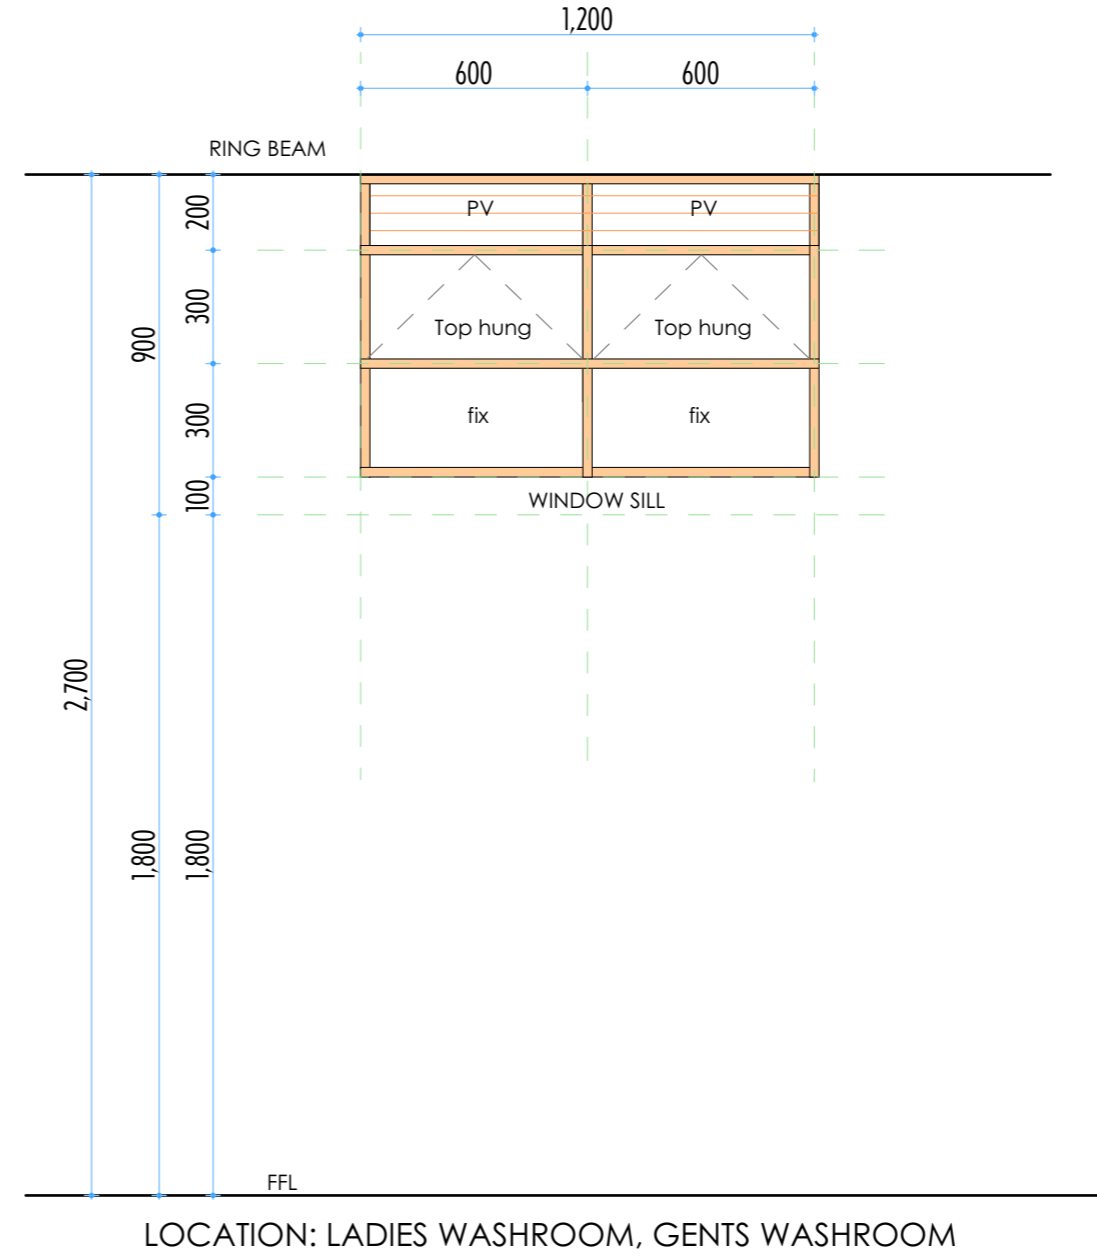 1,200
600 600
RING BEAM
200
PV PV
300
900
Top hung Top hung
300
fix fix
100
WINDOW SILL
2,700
1,800 1,800
FFL
LOCATION: LADIES WASHROOM, GENTS WASHROOM